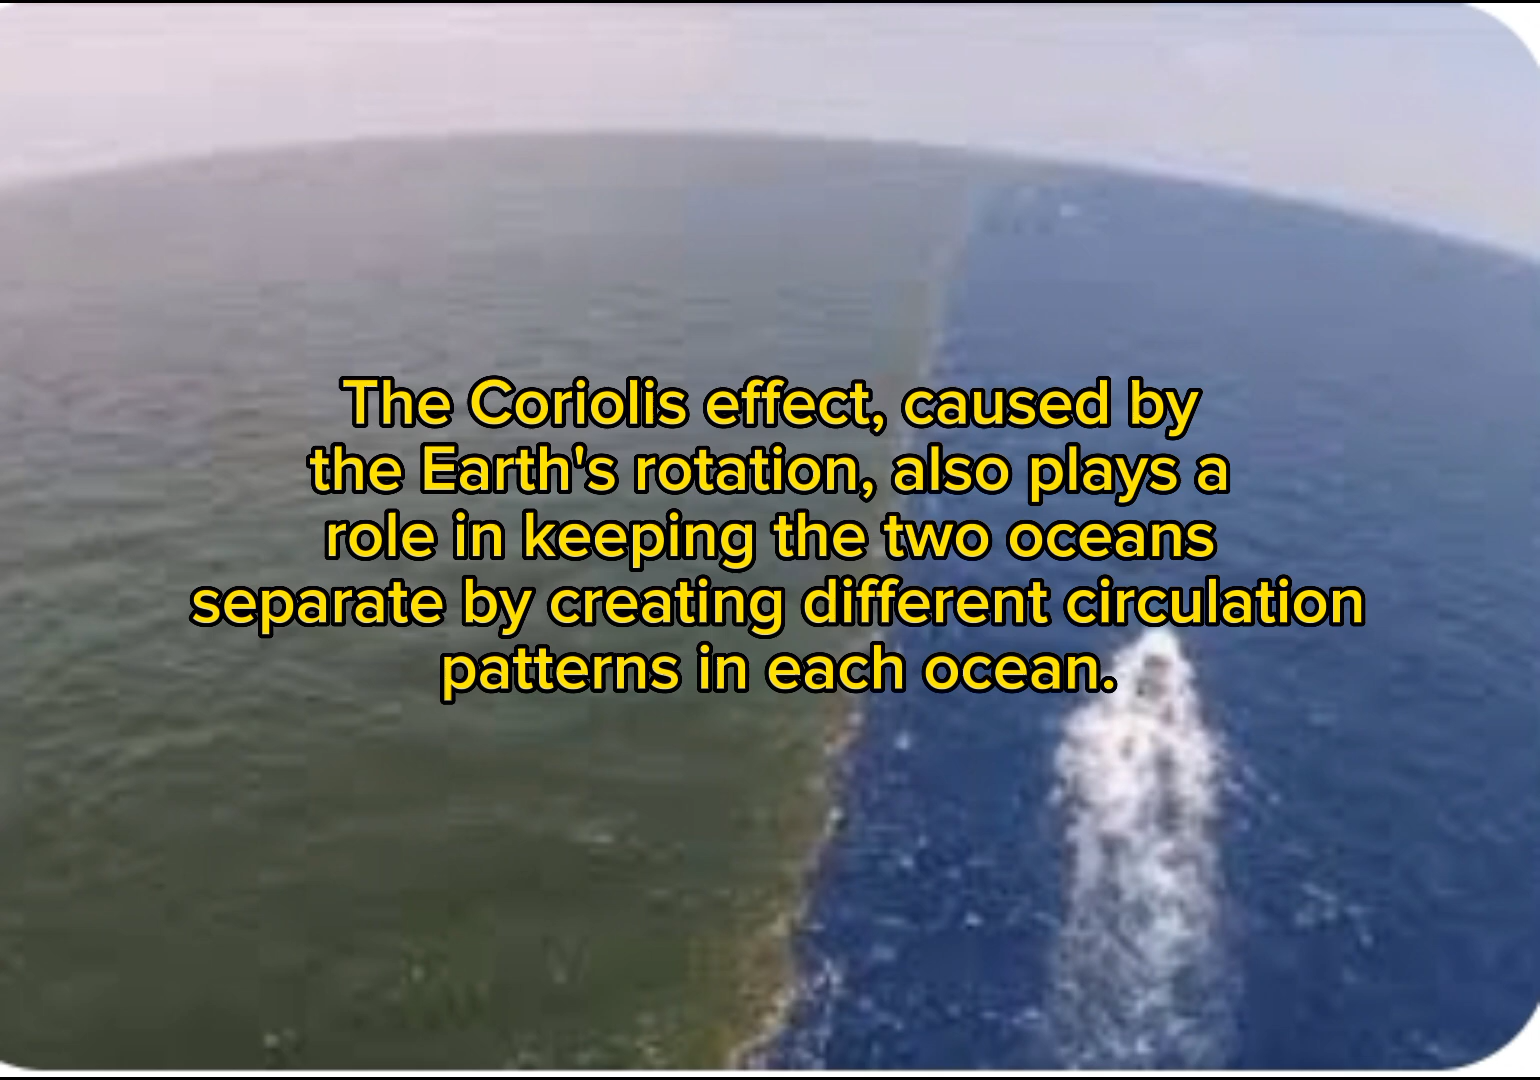 The Coriolis effect, caused by
the Earth's rotation, also plays a
role in keeping the two oceans
separate by creating different circulation
patterns in each ocean.